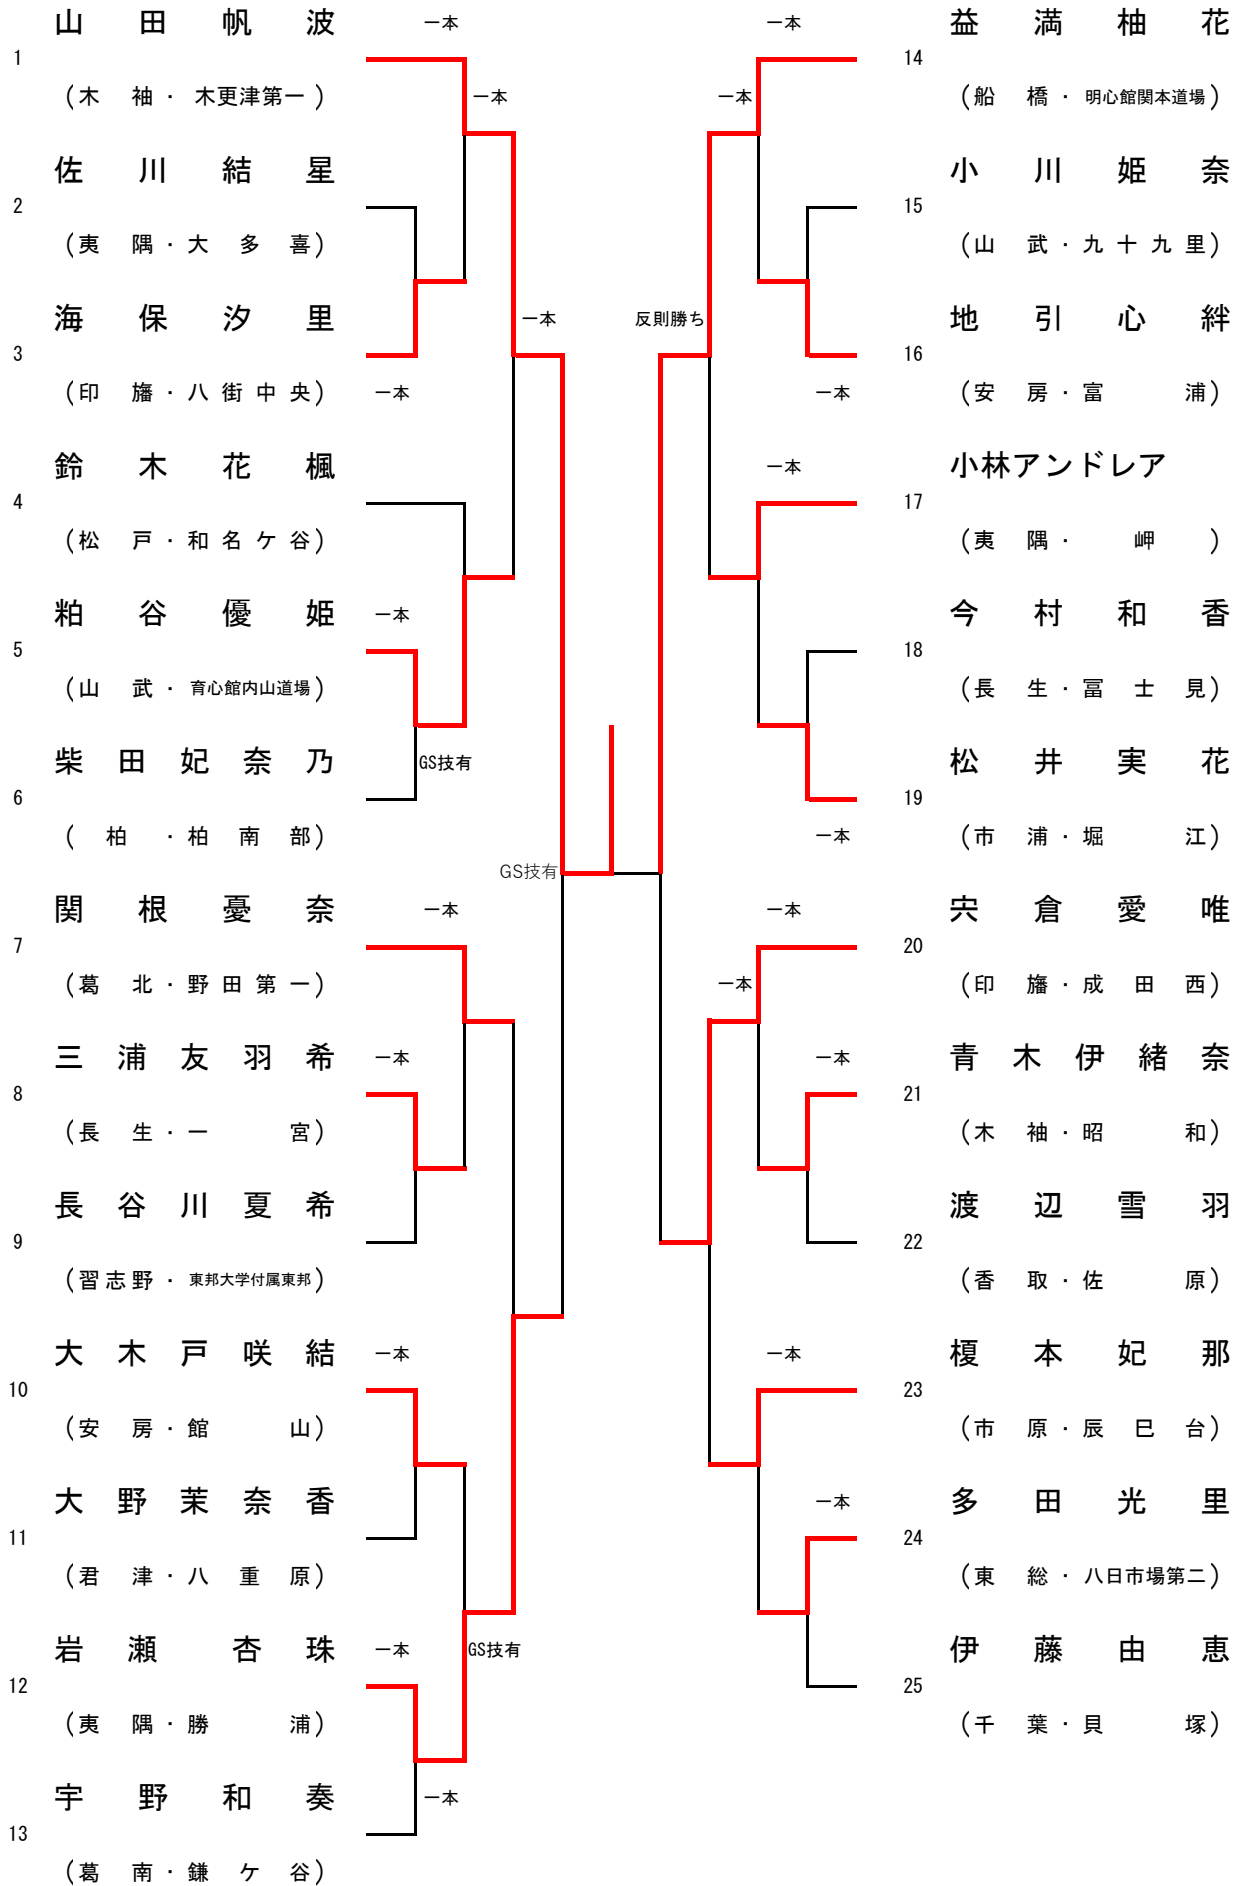 山田帆波
一本
1
(木袖・木更津第一)
一本
佐川結星
2
(夷隅・大多喜)
海保汐里
一本
3
(印旛・八街中央)
一本
鈴木花楓
4
(松戸・和名ケ谷)
粕谷優姫
一本
5
(山武・育心館内山道場)
柴田妃奈乃
GS技有
6
(柏・柏南部)
GS技有
関根憂奈
一本
7
(葛北・野田第一)
三浦友羽希
一本
8
(長生・一宮)
長谷川夏希
9
(習志野・東邦大学付属東邦)
大木戸咲結
一本
10
(安房・館山)
大野茉奈香
11
(君津・八重原)
岩瀬杏珠
一本
GS技有
12
(夷隅・勝浦)
宇野和奏
一本
13
(葛南・鎌ケ谷)
一本
益満柚花
14
一本
(船橋・明心館関本道場)
小川姫奈
15
(山武・九十九里)
反則勝ち
地引心絆
16
一本
(安房・富浦)
一本
小林アンドレア
17
(夷隅・岬)
今村和香
18
(長生・冨士見)
松井実花
19
一本
(市浦・堀江)
一本
宍倉愛唯
20
一本
(印旛・成田西)
一本
青木伊緒奈
21
(木袖・昭和)
渡辺雪羽
22
(香取・佐原)
一本
榎本妃那
23
(市原・辰巳台)
一本
多田光里
24
(東総・八日市場第二)
伊藤由恵
25
(千葉・貝塚)